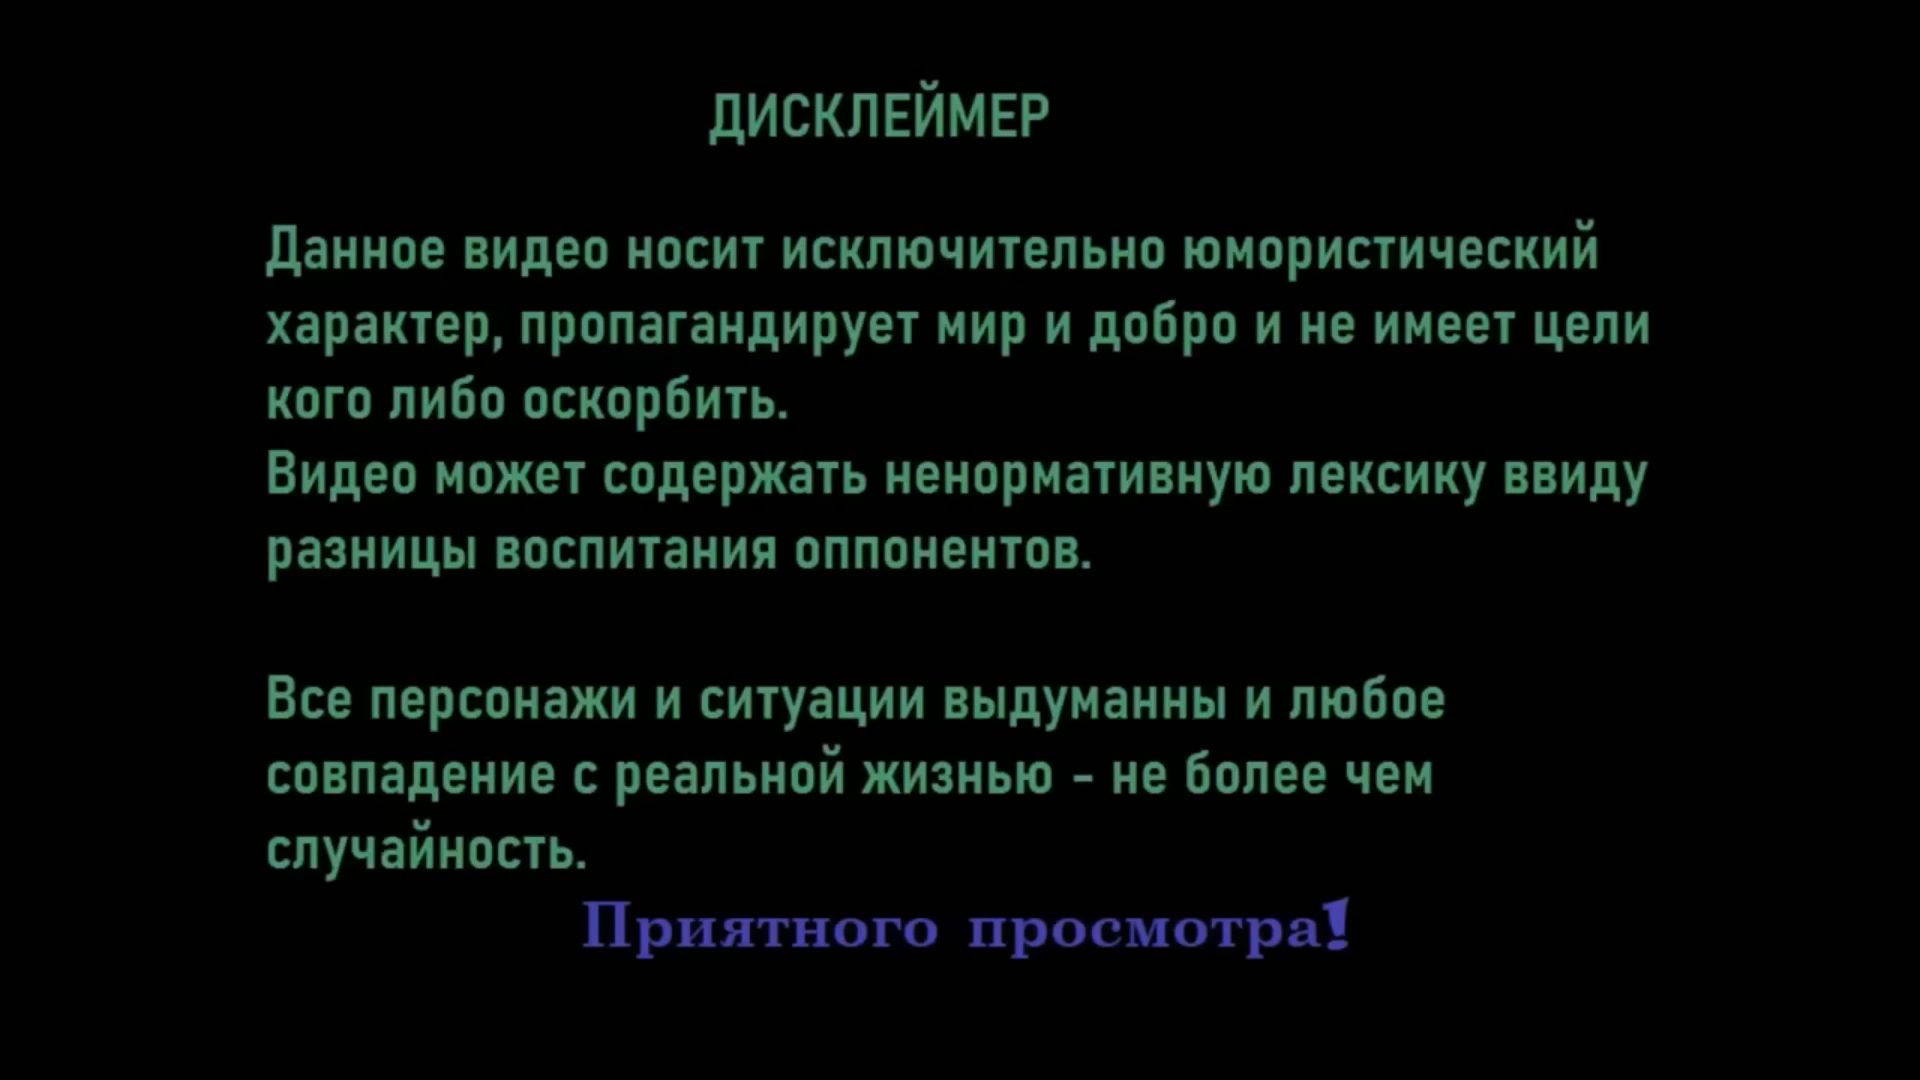 ДИСКЛЕЙМЕР
Данное видео носит исключительно юмористический
характер, пропагандирует мир и добро и не имеет цели
кого либо оскорбить.
Видео может содержать ненормативную лексику ввиду
разницы воспитания оппонентов.
Все персонажи и ситуации выдуманны и любое
совпадение с реальной жизнью - не более чем
случайность.
Приятного просмотра!